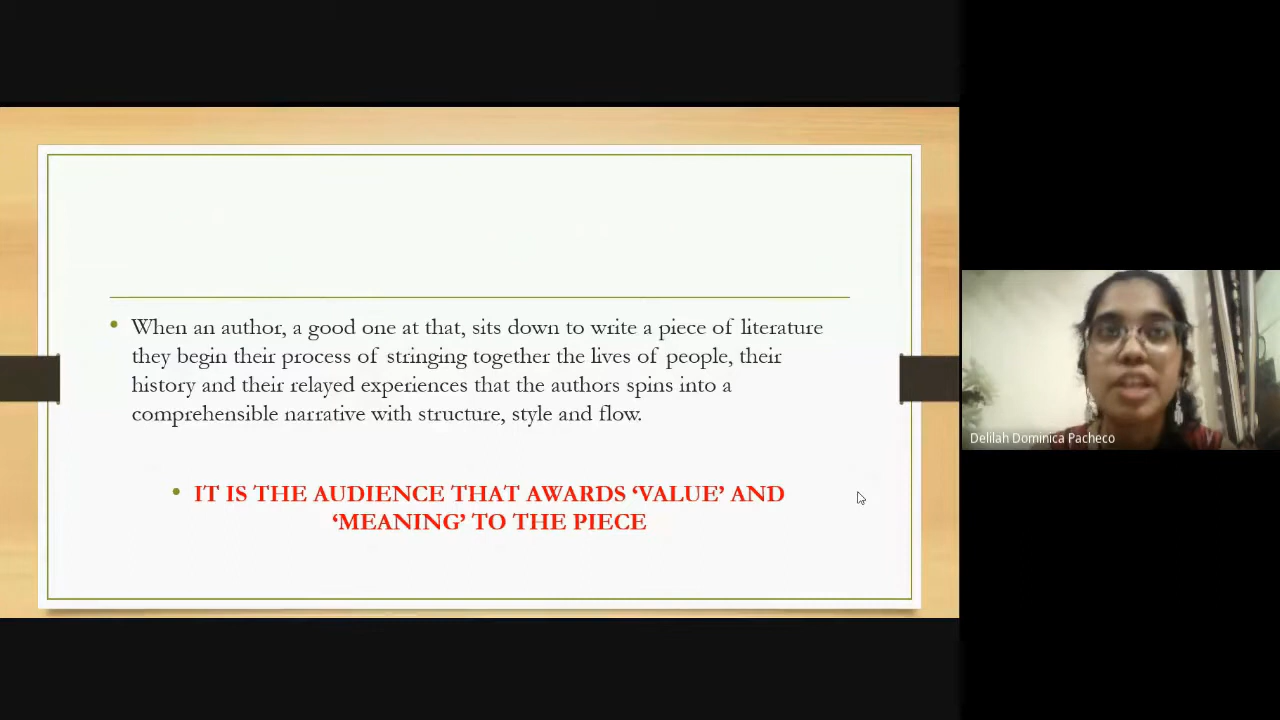 When an author, a good one at that, sits down to write a piece of literature
they begin their process of stringing together the lives of people, their
history and their relayed experiences that the authors spins into a
comprehensible narrative with structure, style and flow.
IT IS THE AUDIENCE THAT AWARDS ‘VALUE’ AND
‘MEANING’ TO THE PIECE
Delilah Dominica Pacheco